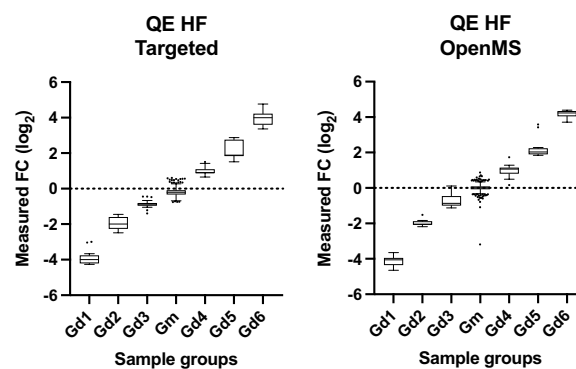 QE HF
Targeted
Measured FC (log2)
6
4
2
0
-2
-4
-6
Gd1
Gd2
Gd3
Gm
Gd4
Gd5
Gd6
Sample groups
QE HF
OpenMS
Measured FC (log2)
6
4
2
0
-2
-4
-6
Gd1
Gd2
Gd3
Gm
Gd4
Gd5
Gd6
Sample groups